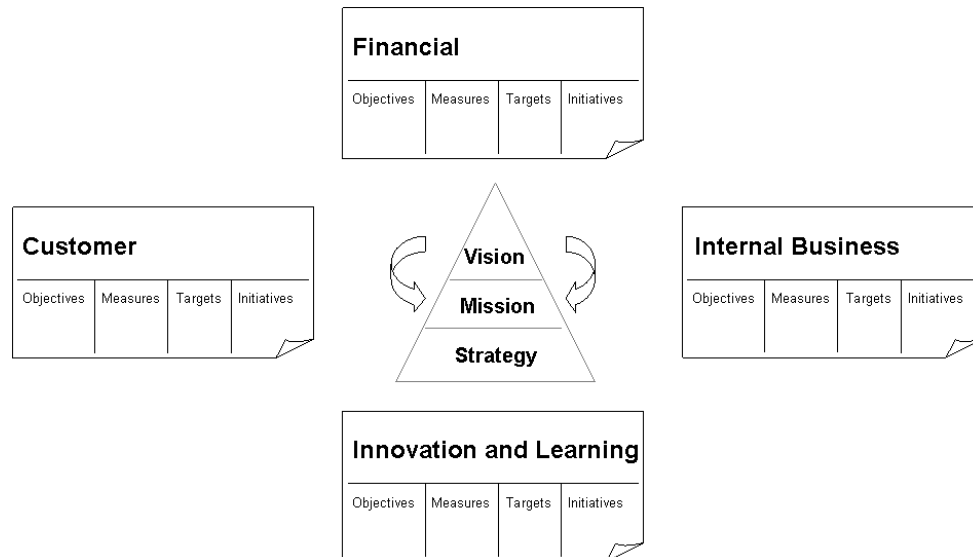 Financial
Objectives Measures Targets Initiatives
Customer
Objectives Measures Targets Initiatives
Vision
Mission
Strategy
Internal Business
Objectives Measures Targets Initiatives
Innovation and Learning
Objectives Measures Targets Initiatives